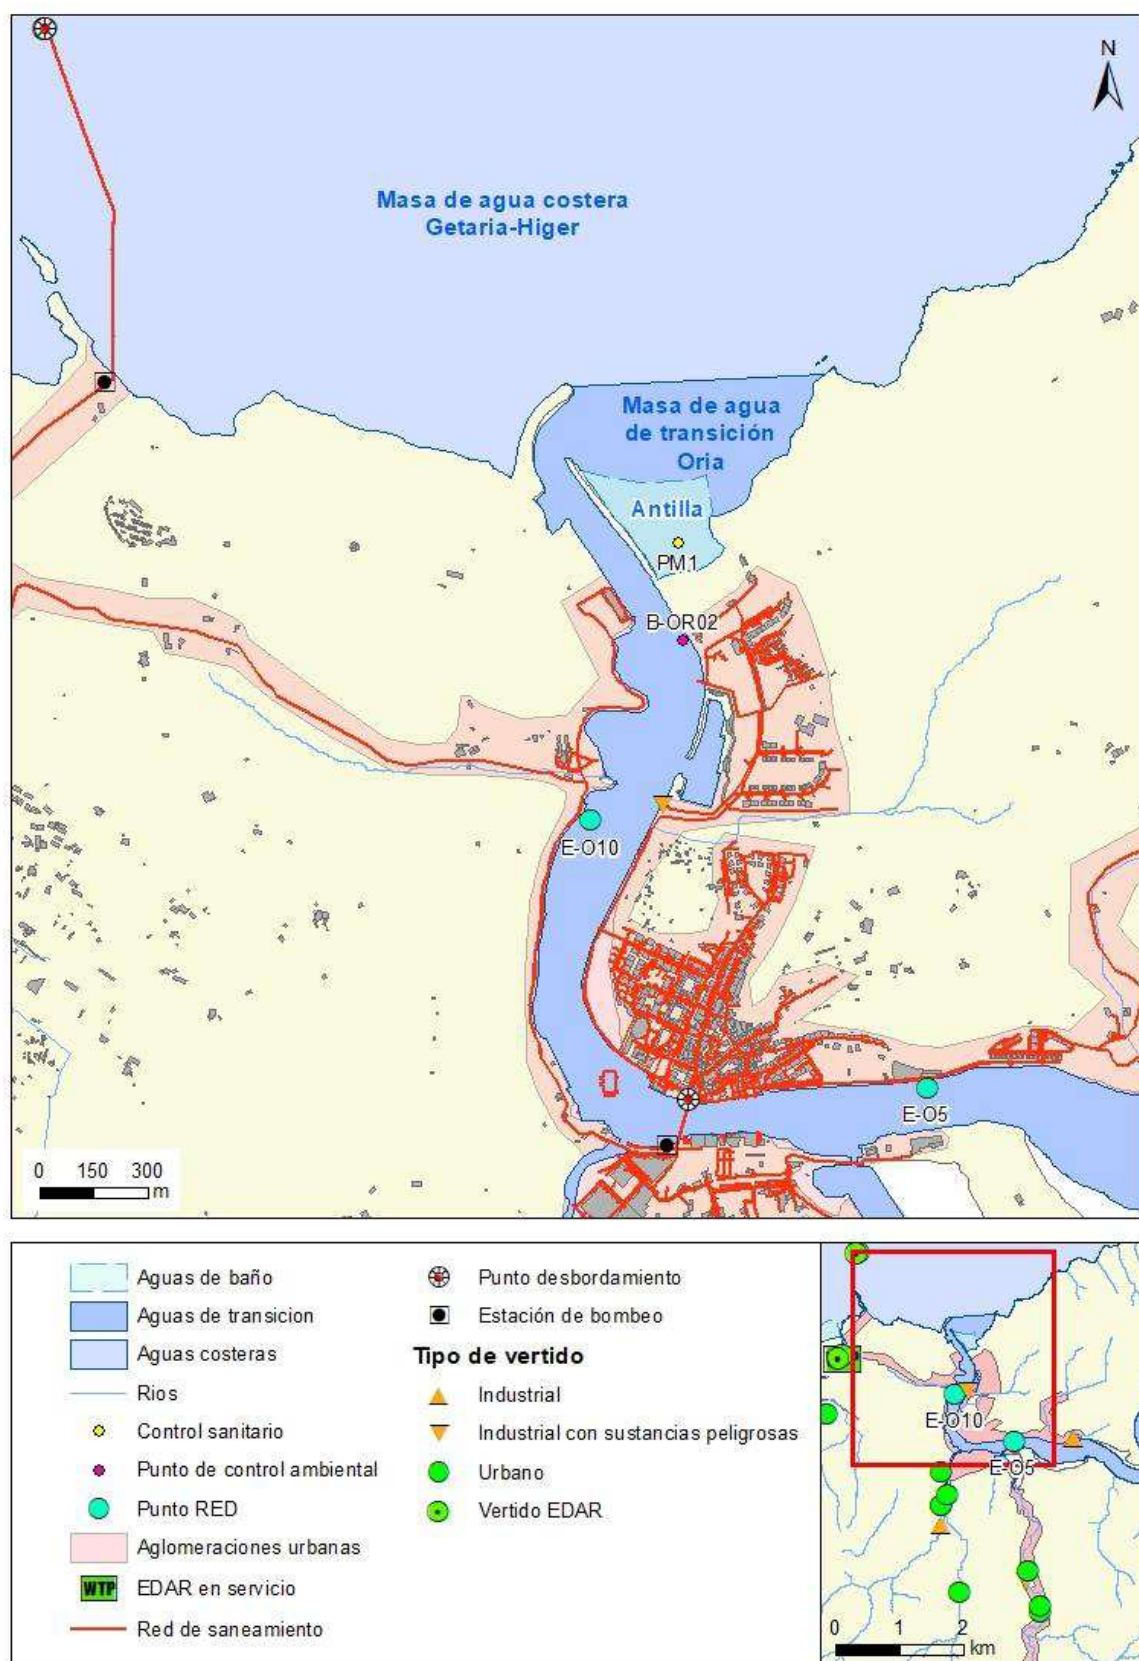 N
Masa de agua costera
Getaria-Higer
Masa de agua
de transición
Oria
Antilla
PM1
B-OR02
E-O10
E-O5
0 150 300
m
Aguas de baño
Aguas de transicion
Aguas costeras
Rios
Control sanitario
Punto de control ambiental
Punto RED
Aglomeraciones urbanas
WTP EDAR en servicio
Red de saneamiento
Punto desbordamiento
Estación de bombeo
Tipo de vertido
Industrial
Industrial con sustancias peligrosas
Urbano
Vertido EDAR
E-O10
E-O5
0 1 2
km